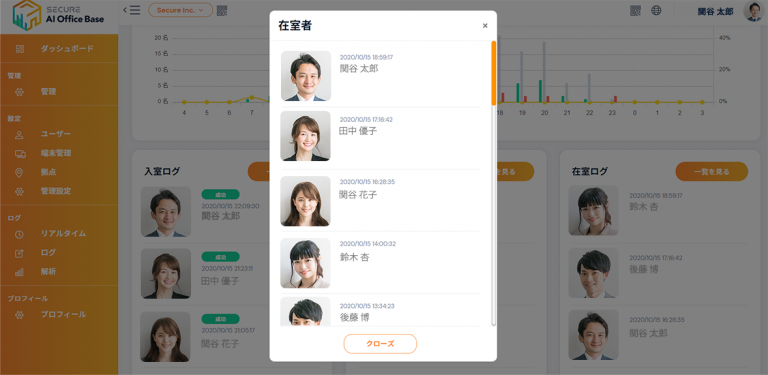 SECURE
AI Office Base
Secure Inc.
関谷 太郎
ダッシュボード
管理
管理
設定
ユーザー
端末管理
拠点
管理設定
ログ
リアルタイム
ログ
解析
プロフィール
プロフィール
20 名
15 名
10 名
5 名
0 名
4 5 6 7
18 19 20 21 22 23 0 1 2 3
40%
20%
0%
入室ログ
成功
2020/10/15 22:09:30
関谷 太郎
成功
2020/10/15 21:22:11
田中 優子
成功
2020/10/15 21:05:17
関谷 花子
を見る
在室ログ
一覧を見る
2020/10/15 18:59:17
鈴木 杏
2020/10/15 17:16:42
後藤 博
2020/10/15 16:28:35
関谷 太郎
在室者
×
2020/10/15 18:59:17
関谷 太郎
2020/10/15 17:16:42
田中 優子
2020/10/15 16:28:35
関谷 花子
2020/10/15 14:00:32
鈴木 杏
2020/10/15 13:34:23
後藤 博
クローズ